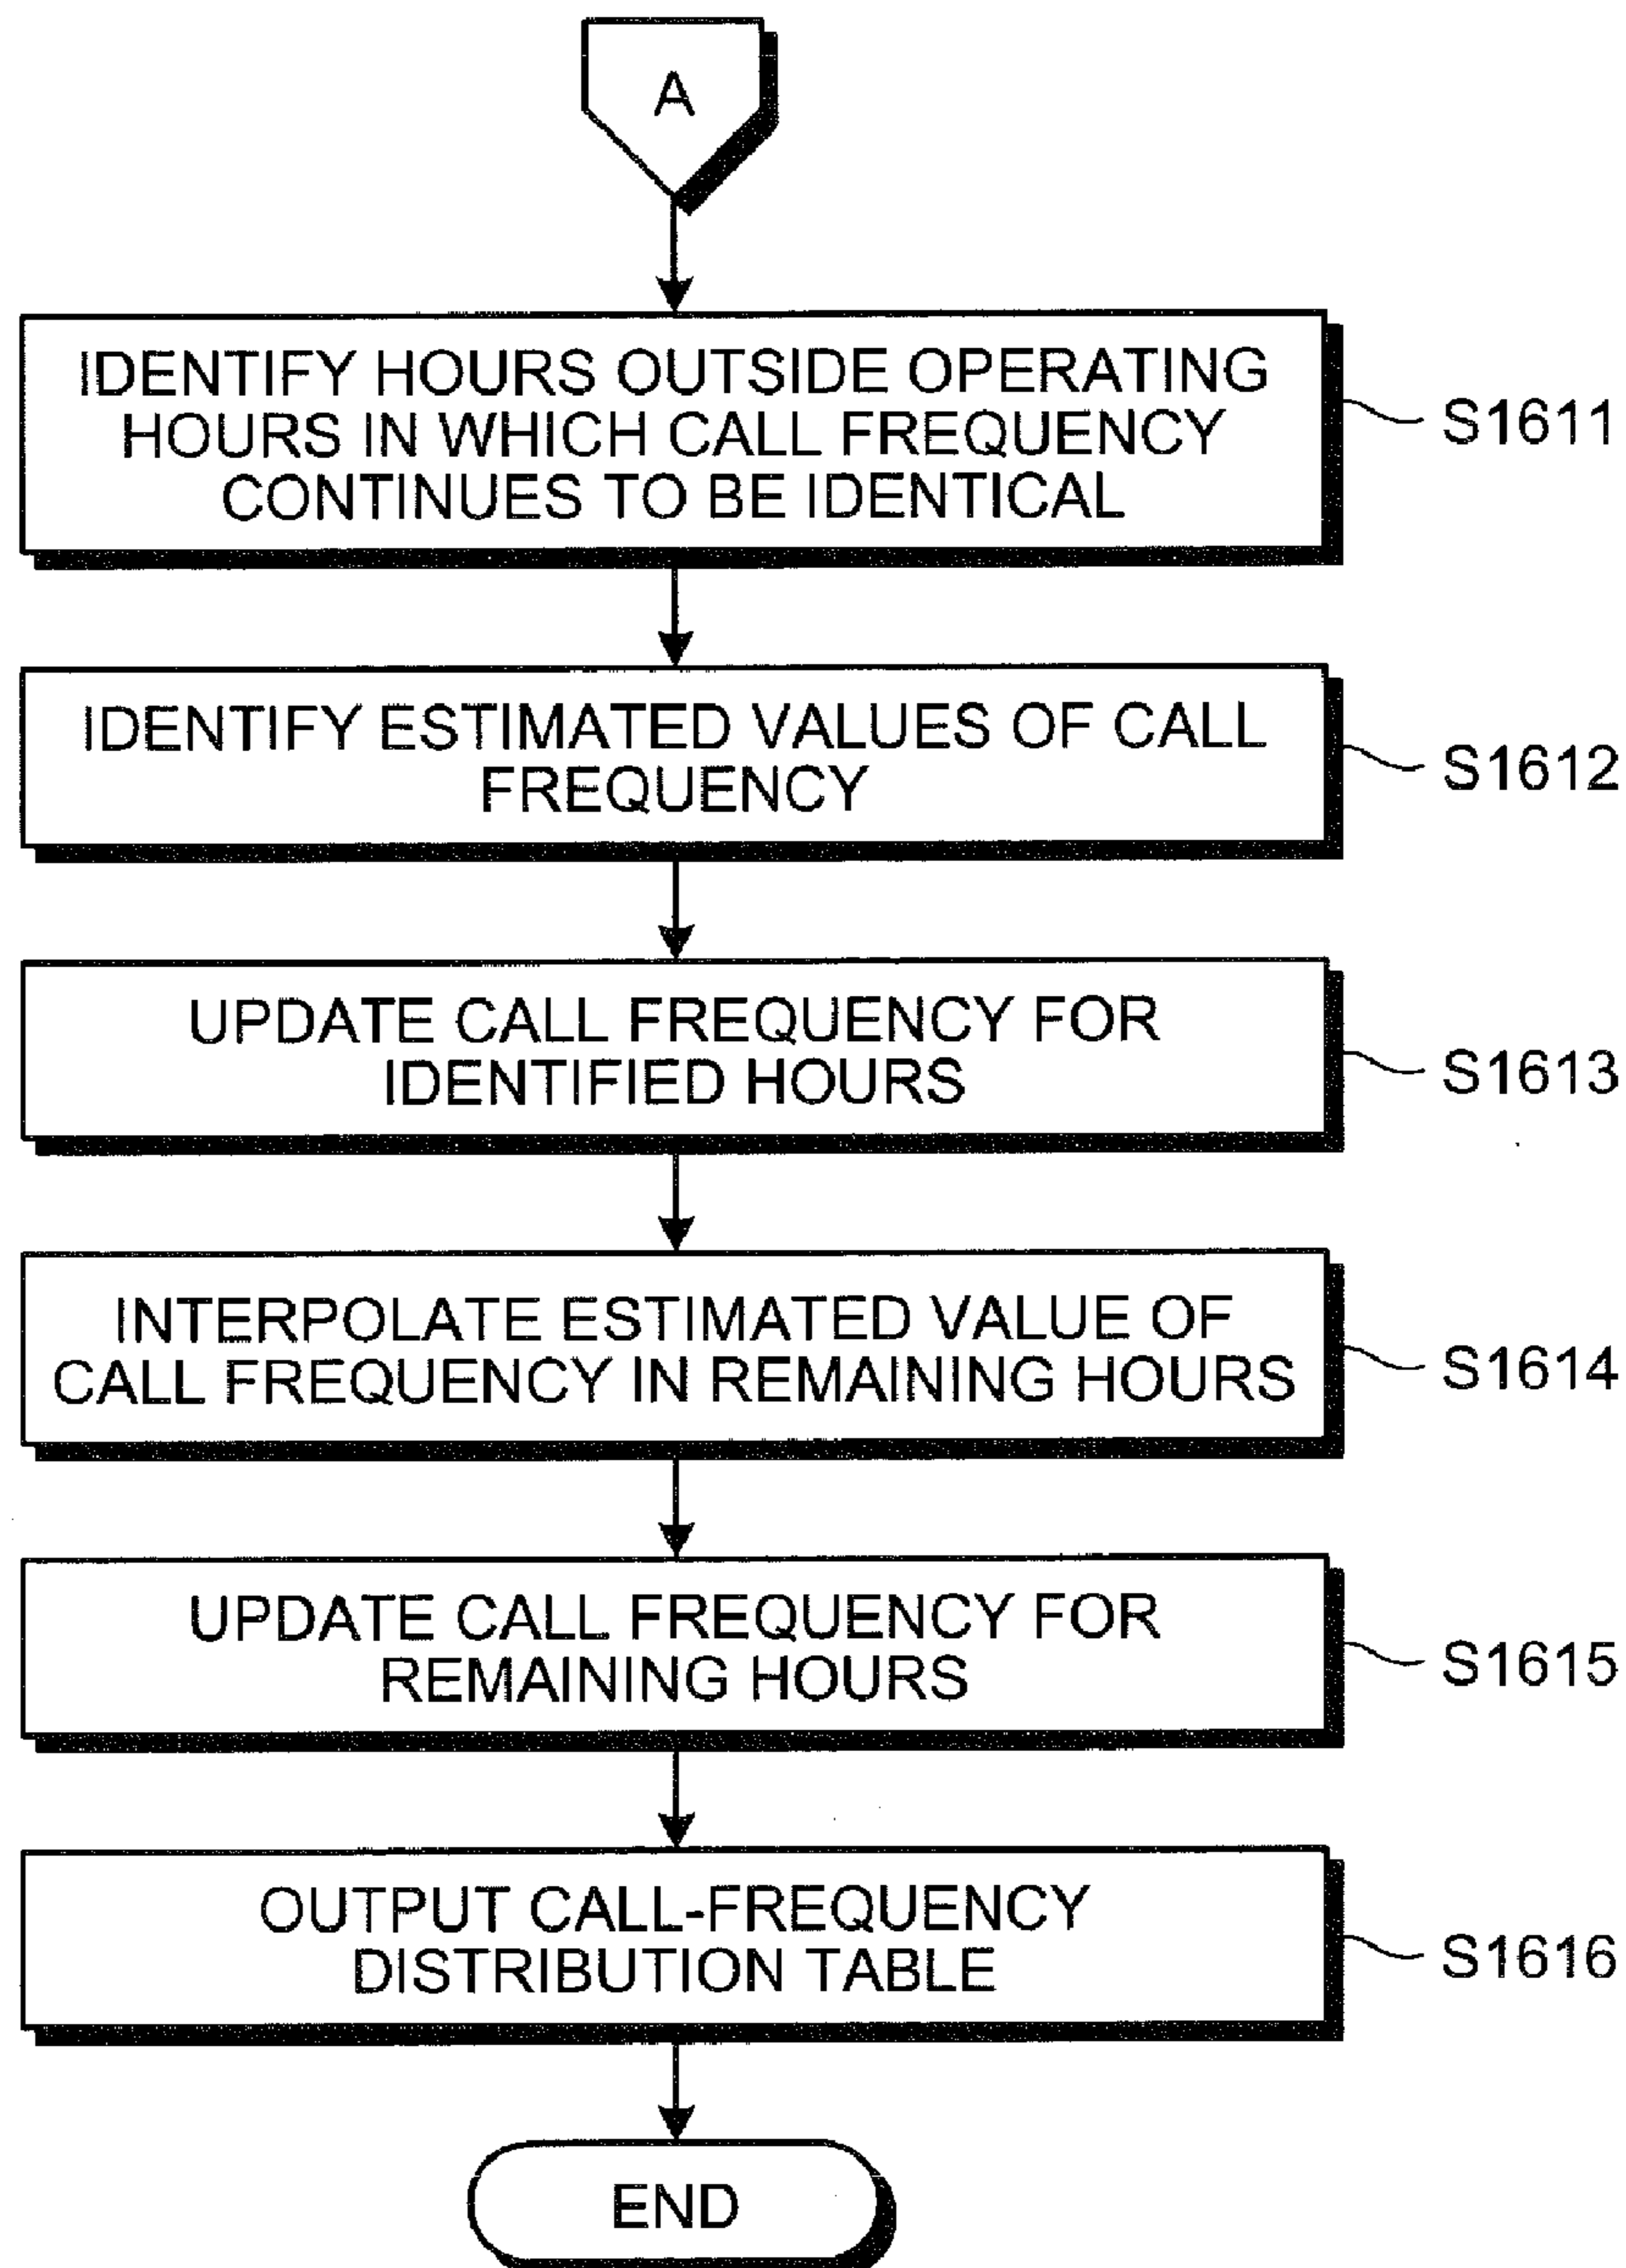 A
IDENTIFY HOURS OUTSIDE OPERATING
HOURS IN WHICH CALL FREQUENCY
CONTINUES TO BE IDENTICAL
S1611
IDENTIFY ESTIMATED VALUES OF CALL
FREQUENCY
S1612
UPDATE CALL FREQUENCY FOR
IDENTIFIED HOURS
S1613
INTERPOLATE ESTIMATED VALUE OF
CALL FREQUENCY IN REMAINING HOURS
S1614
UPDATE CALL FREQUENCY FOR
REMAINING HOURS
S1615
OUTPUT CALL-FREQUENCY
DISTRIBUTION TABLE
S1616
END